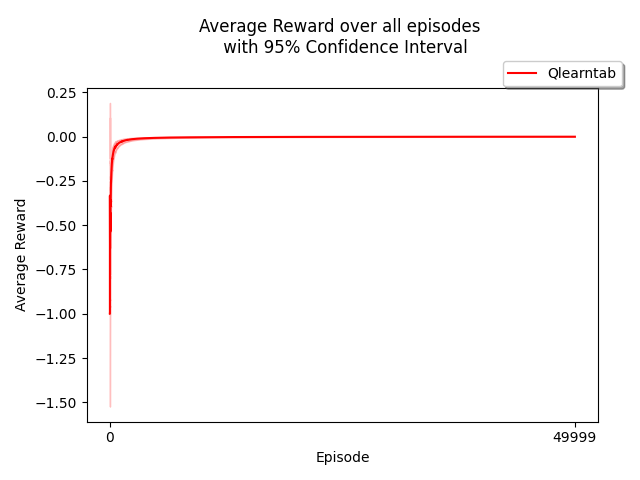 Average Reward over all episodes
with 95% Confidence Interval
Qlearntab
0.25
0.00
−0.25
−0.50
−0.75
−1.00
−1.25
−1.50
Average Reward
0
49999
Episode